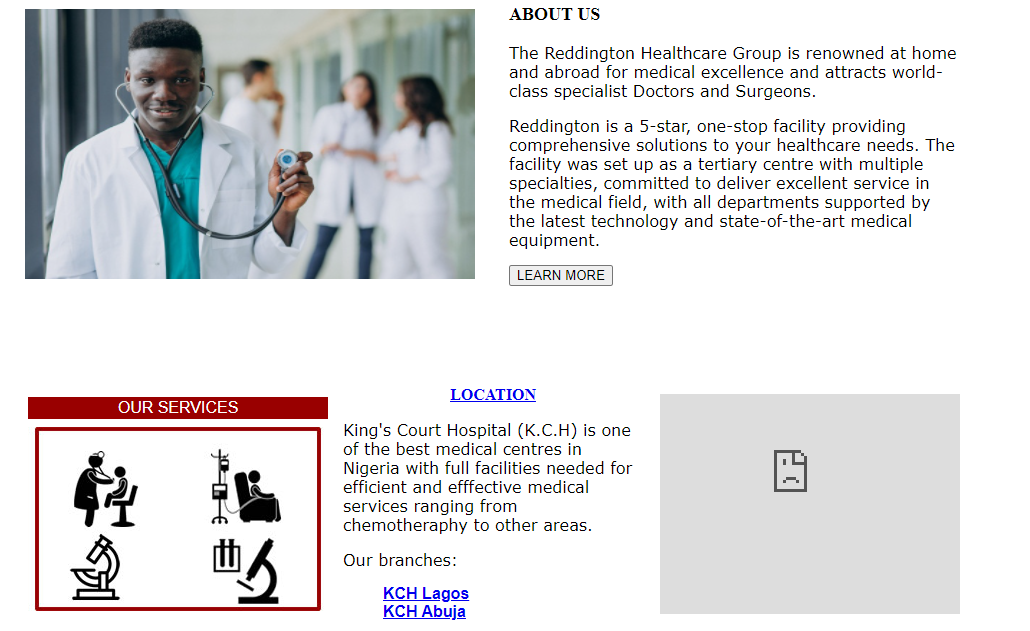 ABOUT US
The Reddington Healthcare Group is renowned at home
and abroad for medical excellence and attracts world-
class specialist Doctors and Surgeons.
Reddington is a 5-star, one-stop facility providing
comprehensive solutions to your healthcare needs. The
facility was set up as a tertiary centre with multiple
specialties, committed to deliver excellent service in
the medical field, with all departments supported by
the latest technology and state-of-the-art medical
equipment.
LEARN MORE
OUR SERVICES
LOCATION
King's Court Hospital (K.C.H) is one
of the best medical centres in
Nigeria with full facilities needed for
efficient and efffective medical
services ranging from
chemotheraphy to other areas.
Our branches:
KCH Lagos
KCH Abuja